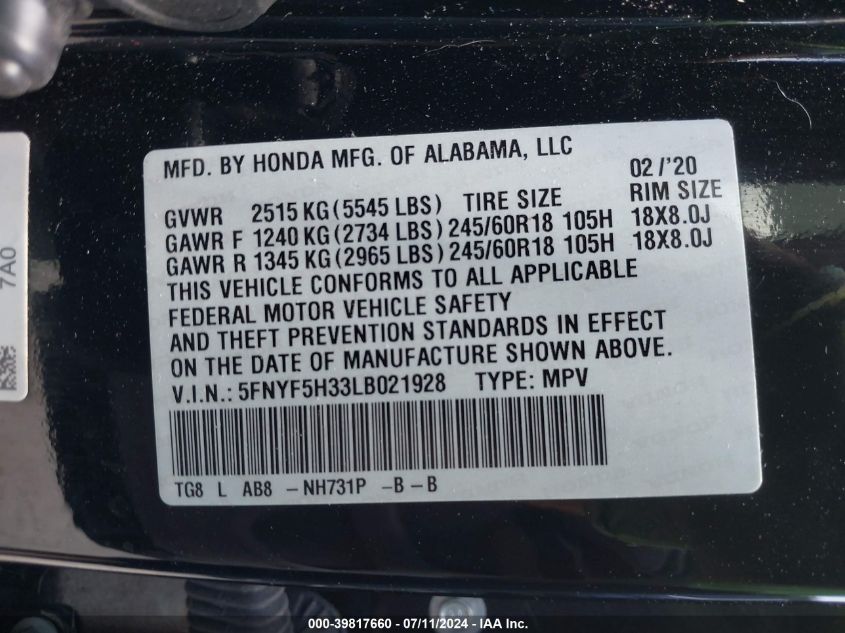 MFD. BY HONDA MFG. OF ALABAMA, LLC
02/'20
GVWR 2515 KG (5545 LBS) TIRE SIZE RIM SIZE
GAWR F 1240 KG (2734 LBS) 245/60R18 105H 18X8.0J
GAWR R 1345 KG (2965 LBS) 245/60R18 105H 18X8.0J
THIS VEHICLE CONFORMS TO ALL APPLICABLE
FEDERAL MOTOR VEHICLE SAFETY
AND THEFT PREVENTION STANDARDS IN EFFECT
ON THE DATE OF MANUFACTURE SHOWN ABOVE.
V.I.N.: 5FNYF5H33LB021928 TYPE: MPV
TG8 L AB8 -NH731P -B -B
7A0
000-39817660 - 07/11/2024 - IAA Inc.